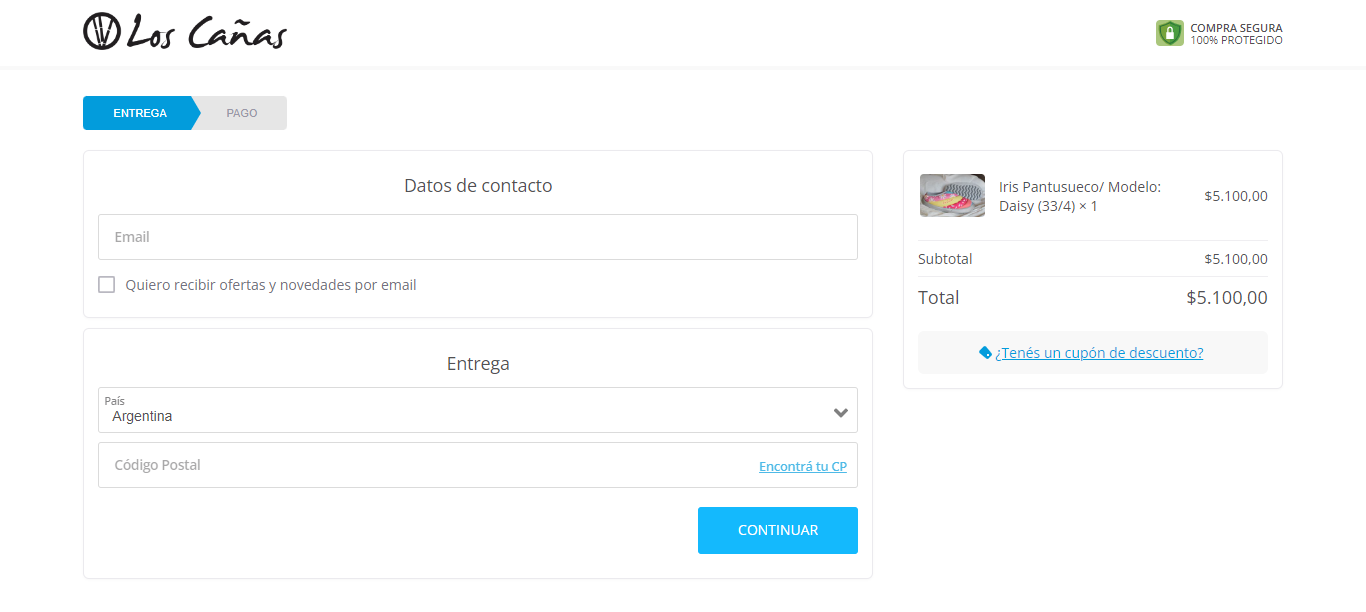 Los Cañas
COMPRA SEGURA
100% PROTEGIDO
ENTREGA
PAGO
Datos de contacto
Email
Quiero recibir ofertas y novedades por email
Entrega
País
Argentina
Código Postal
Encontrá tu CP
CONTINUAR
Iris Pantusueco/ Modelo:
Daisy (33/4) × 1
$5.100,00
Subtotal
$5.100,00
Total
$5.100,00
¿Tenés un cupón de descuento?